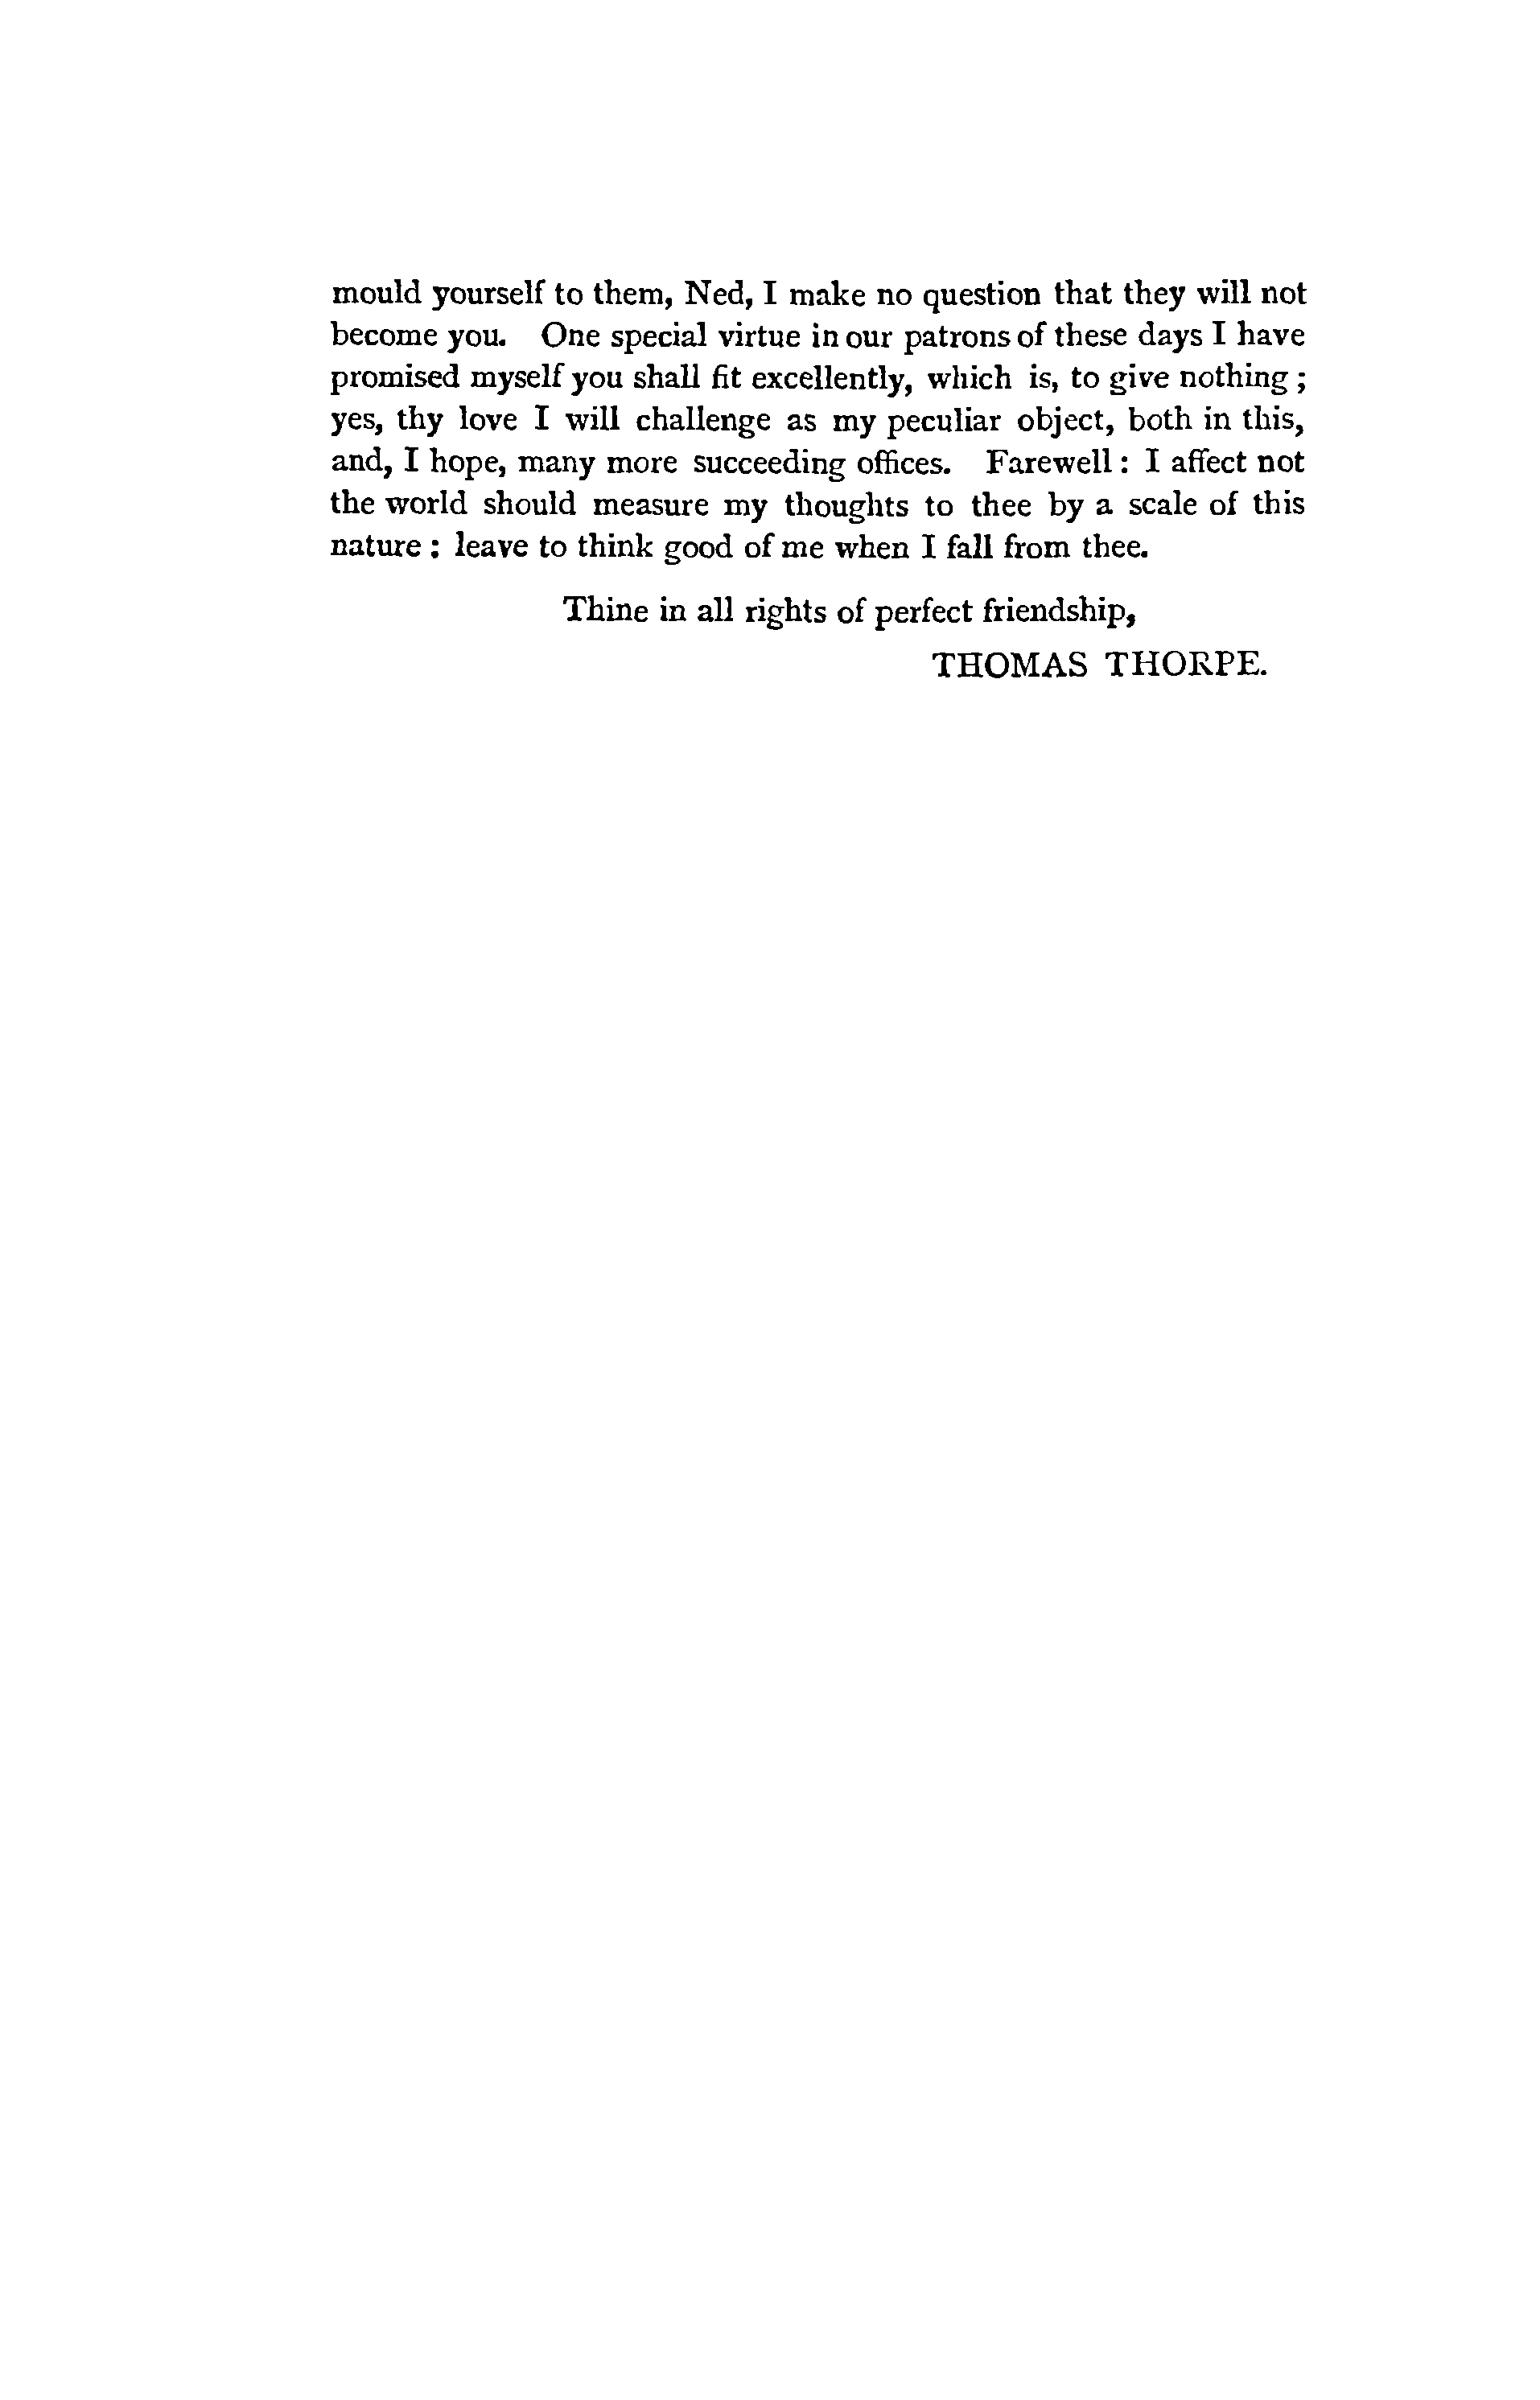 mould yourself to them, Ned, I make no question that they will not
become you. One special virtue in our patrons of these days I have
promised myself you shall fit excellently, which is, to give nothing ;
yes, thy love I will challenge as my peculiar object, both in this,
and, I hope, many more succeeding offices. Farewell : I affect not
the world should measure my thoughts to thee by a scale of this
nature : leave to think good of me when I fall from thee.
Thine in all rights of perfect friendship,
THOMAS THORPE.